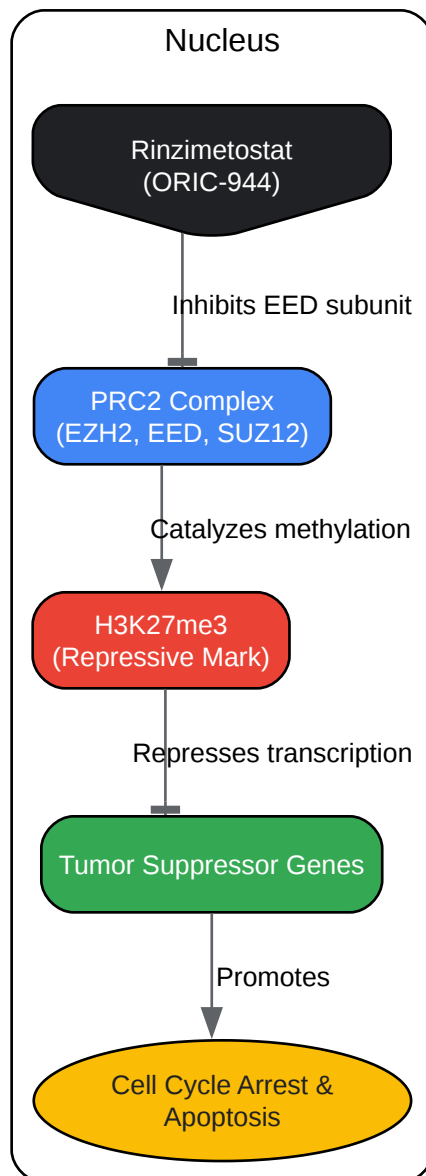 Nucleus
Rinzimetostat
(ORIC-944)
Inhibits EED subunit
PRC2 Complex
(EZH2, EED, SUZ12)
Catalyzes methylation
H3K27me3
(Repressive Mark)
Represses transcription
Tumor Suppressor Genes
Promotes
Cell Cycle Arrest &
Apoptosis